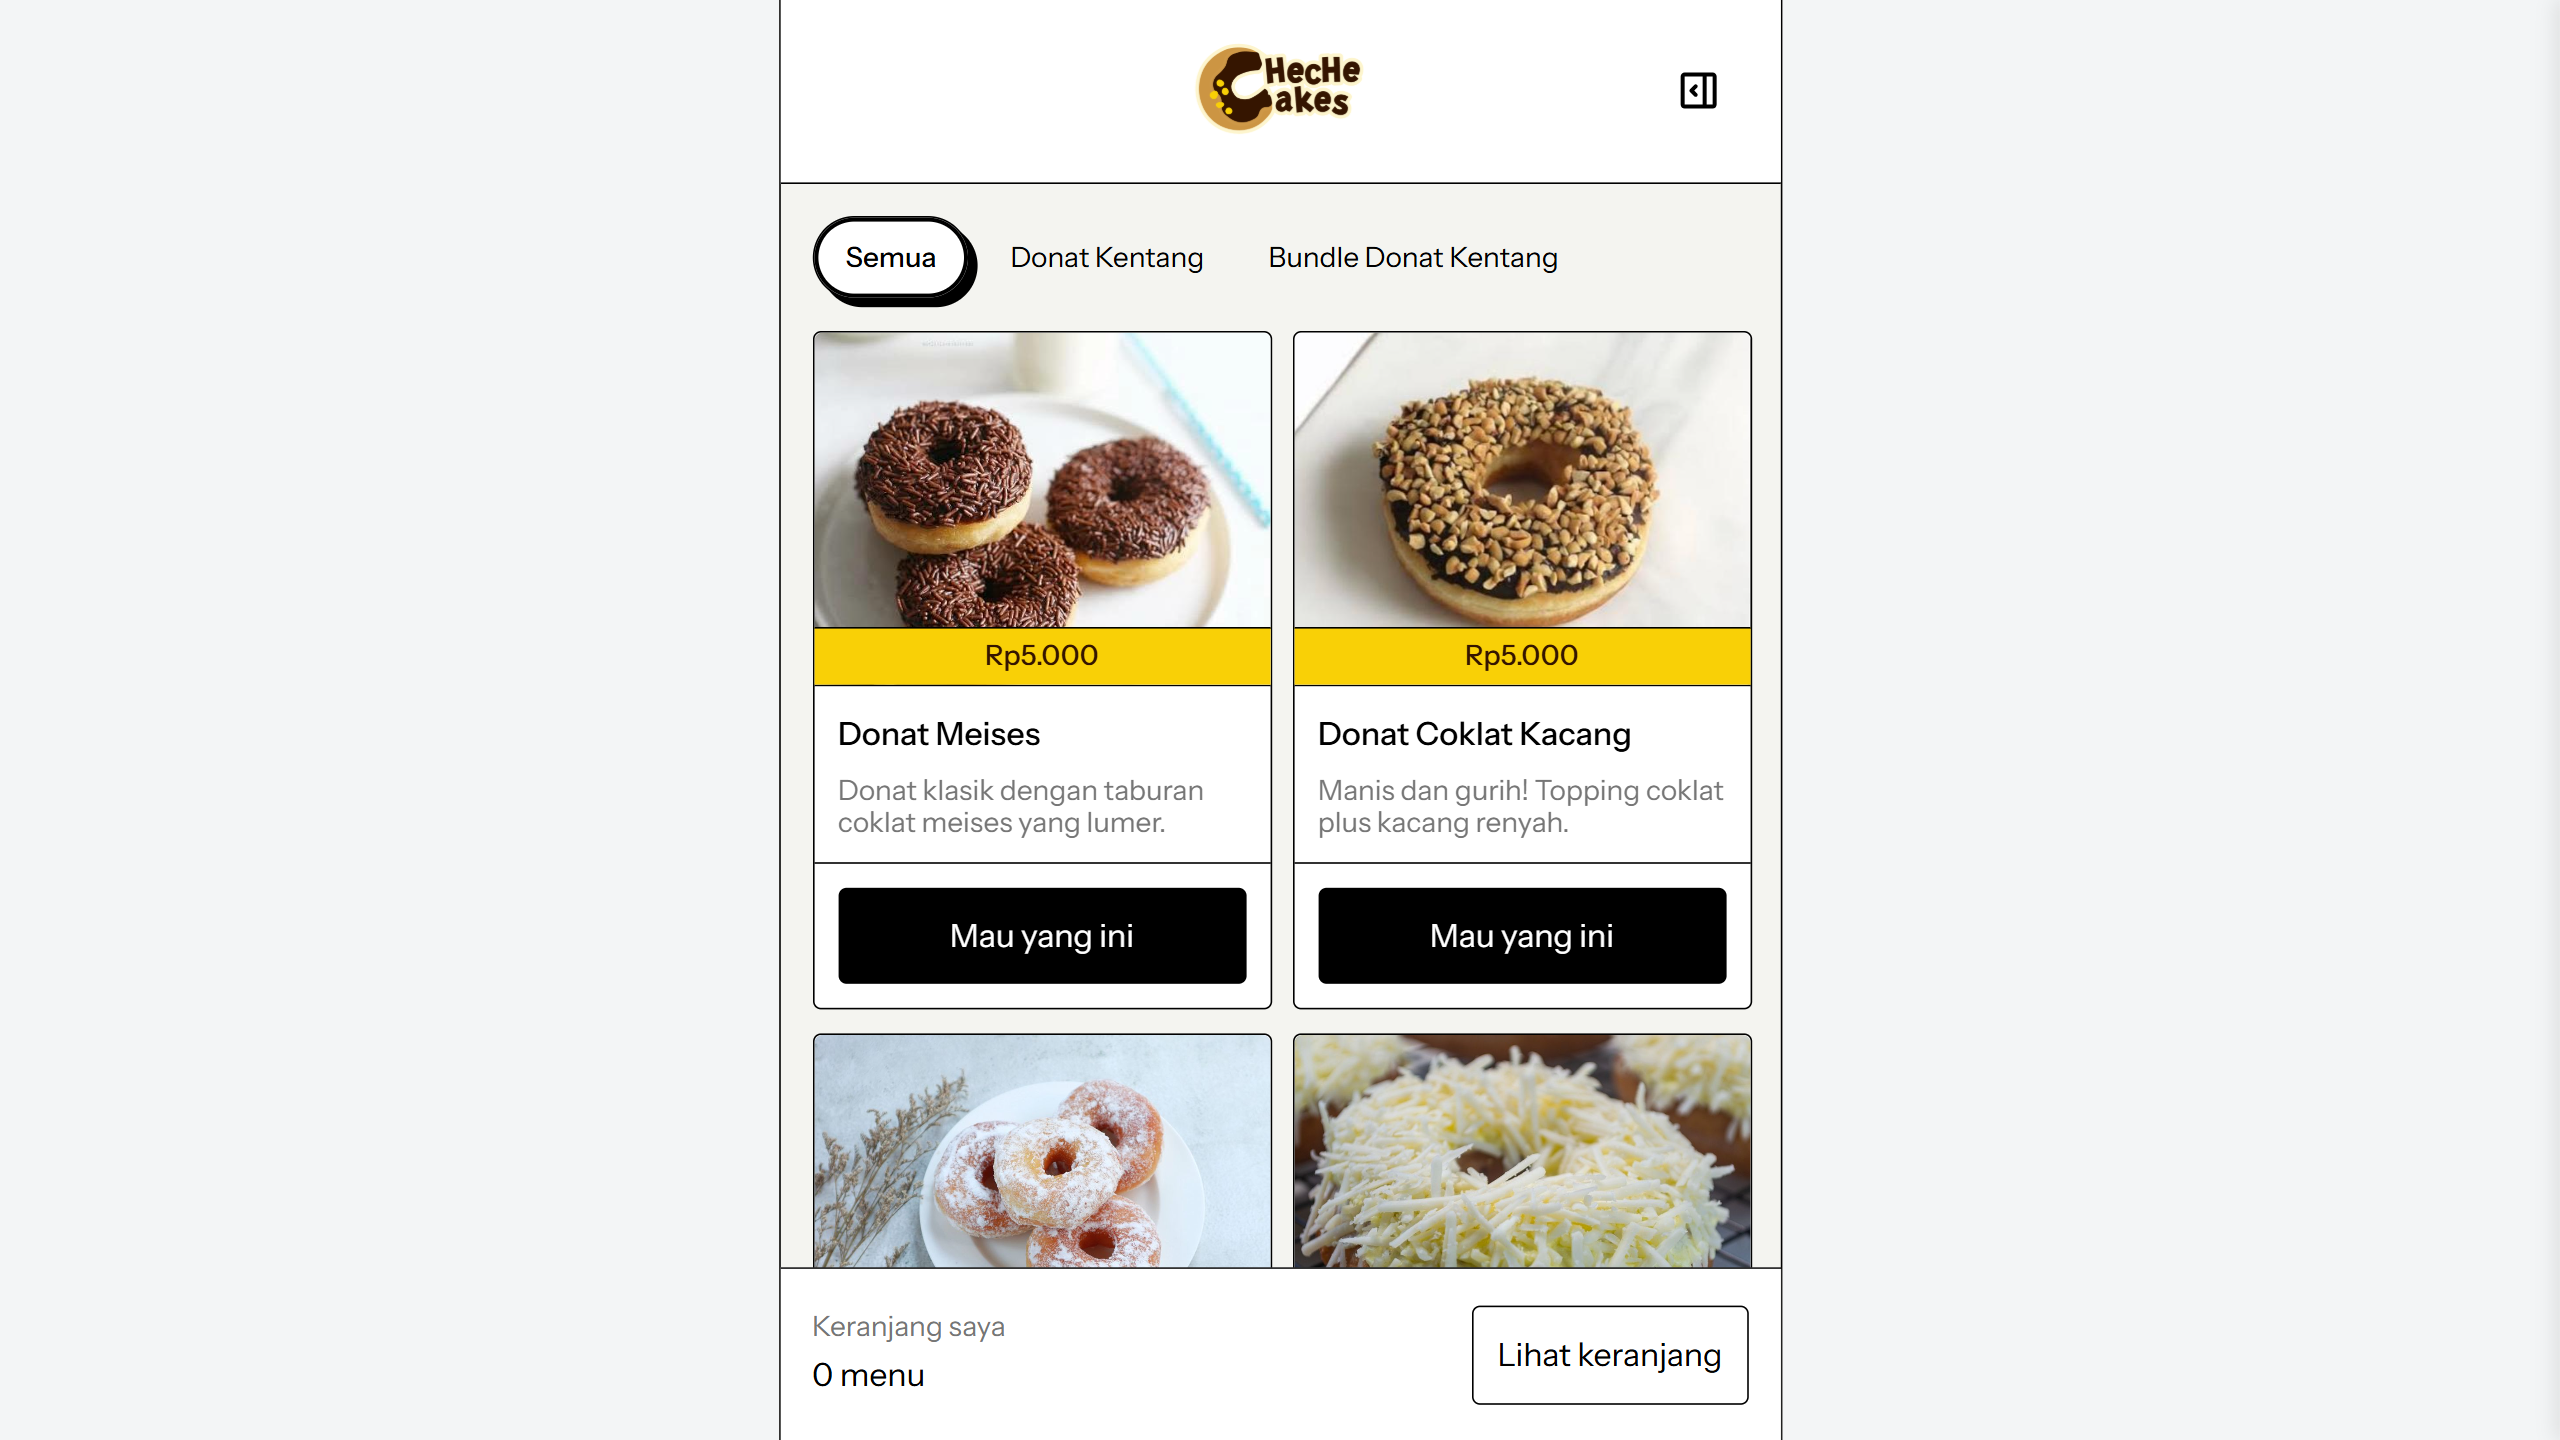 CHecHe
Cakes
Semua
Donat Kentang
Bundle Donat Kentang
Rp5.000
Rp5.000
Donat Meises
Donat klasik dengan taburan
coklat meises yang lumer.
Mau yang ini
Donat Coklat Kacang
Manis dan gurih! Topping coklat
plus kacang renyah.
Mau yang ini
Keranjang saya
0 menu
Lihat keranjang